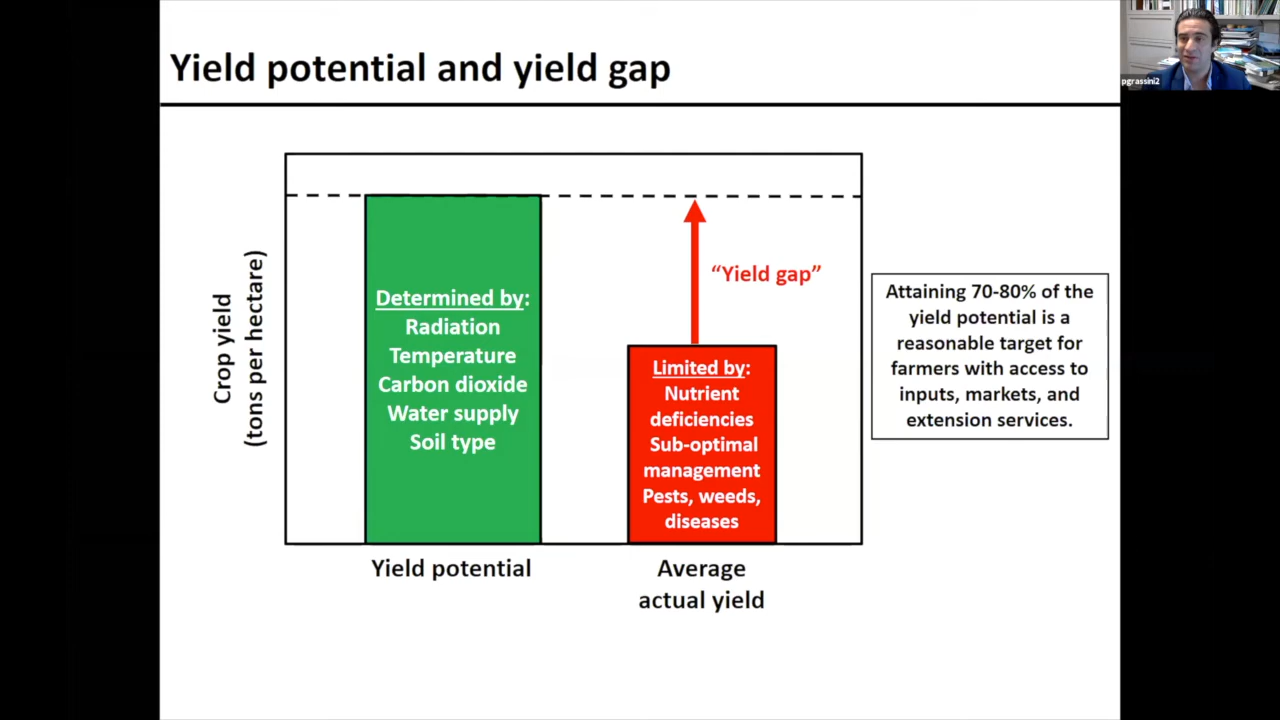 Yield potential and yield gap
pgrassini2
Crop yield
(tons per hectare)
Determined by:
Radiation
Temperature
Carbon dioxide
Water supply
Soil type
“Yield gap”
Limited by:
Nutrient
deficiencies
Sub-optimal
management
Pests, weeds,
diseases
Attaining 70-80% of the
yield potential is a
reasonable target for
farmers with access to
inputs, markets, and
extension services.
Yield potential
Average
actual yield